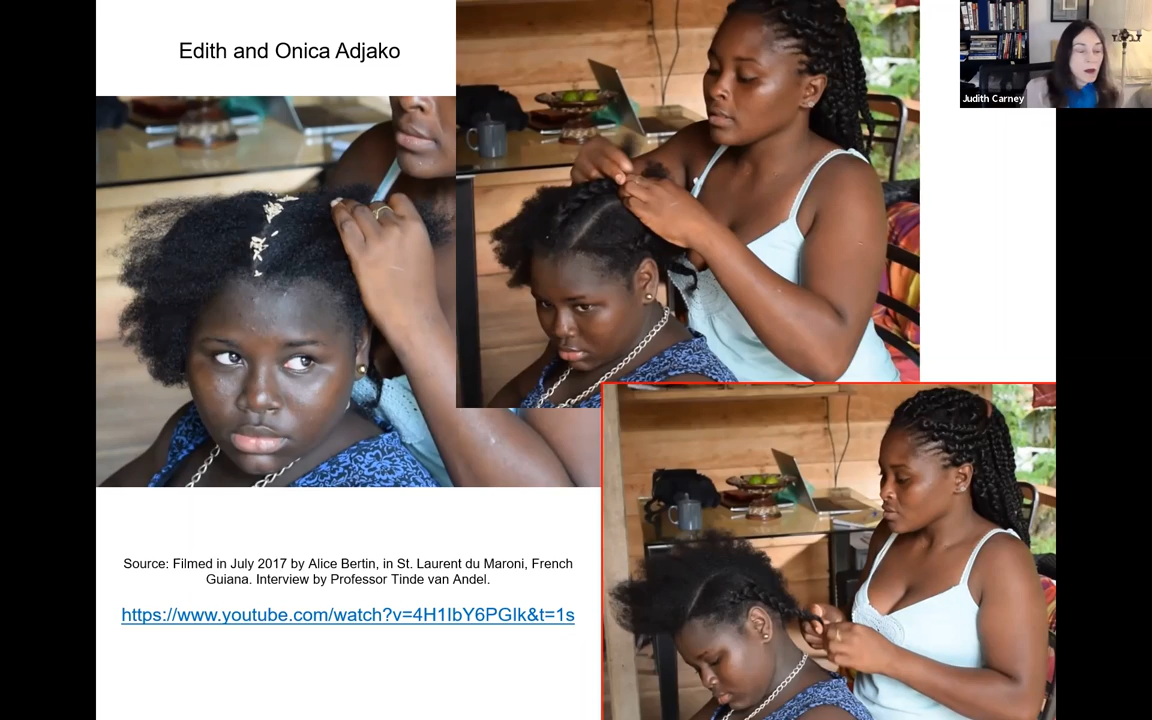 Edith and Onica Adjako
Judith Carney
Source: Filmed in July 2017 by Alice Bertin, in St. Laurent du Maroni, French
Guiana. Interview by Professor Tinde van Andel.
https://www.youtube.com/watch?v=4H1IbY6PGIk&t=1s